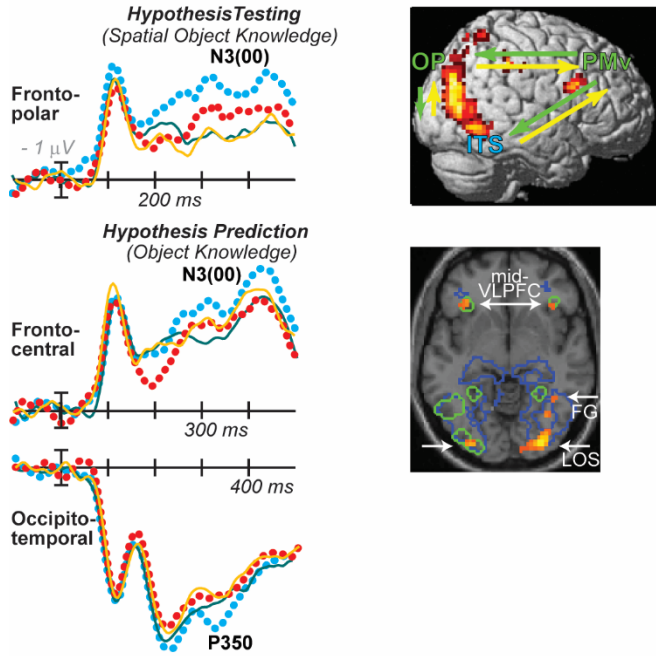 HypothesisTesting
(Spatial Object Knowledge)
N3(00)
Fronto-
polar
- 1 µV
200 ms
Hypothesis Prediction
(Object Knowledge)
N3(00)
Fronto-
central
300 ms
400 ms
Occipito-
temporal
P350
OP
PMv
ITS
mid-
VLPFC
FG
LOS